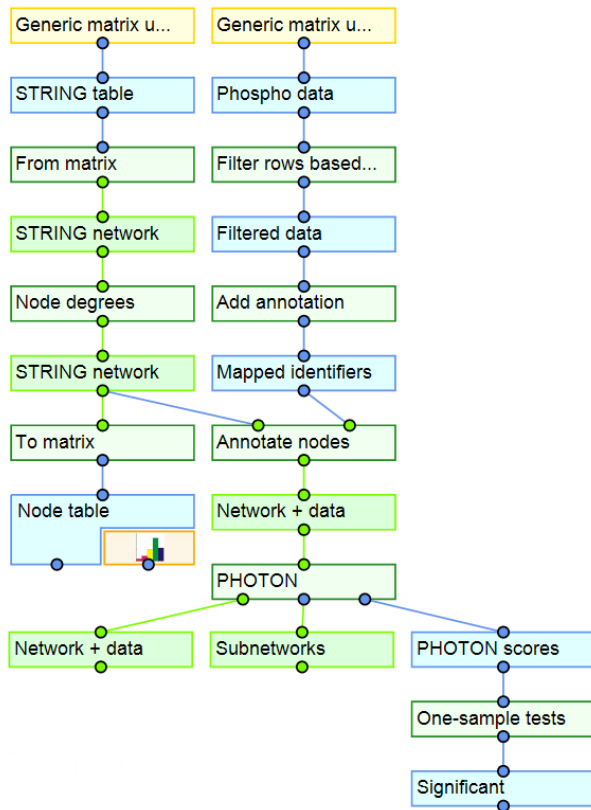 Generic matrix u...
Generic matrix u...
STRING table
Phospho data
From matrix
Filter rows based...
STRING network
Filtered data
Node degrees
Add annotation
STRING network
Mapped identifiers
To matrix
Annotate nodes
Node table
Network + data
PHOTON
Network + data
Subnetworks
PHOTON scores
One-sample tests
Significant